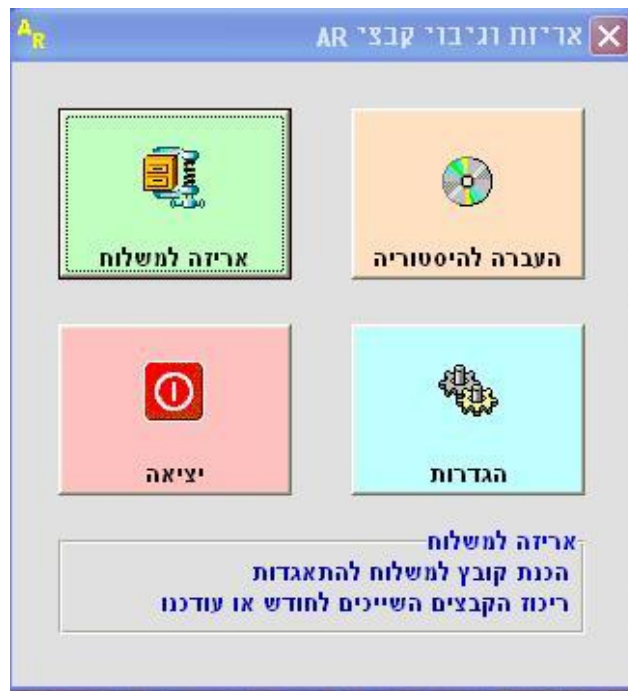 אריזת וגיבוי קבצי AR
AR
העברה להיסטוריה
אריזה למשלוח
הגדרות
יציאה
אריזה למשלוח
הכנת קובץ למשלוח להתאגדות
ריכוז הקבצים השייכים לחודש או עודכנו